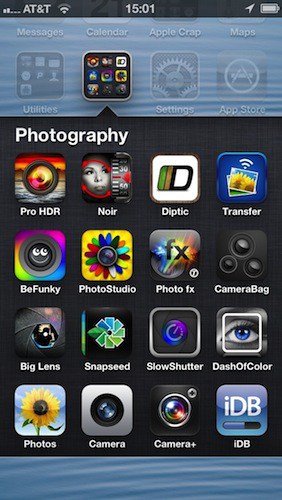 AT&T 15:01
Messages Calendar Apple Crap Maps
Utilities Settings App Store
Photography
Pro HDR Noir Diptic Transfer
BeFunky PhotoStudio Photo fx CameraBag
Big Lens Snapseed SlowShutter DashOfColor
Photos Camera Camera+ iDB